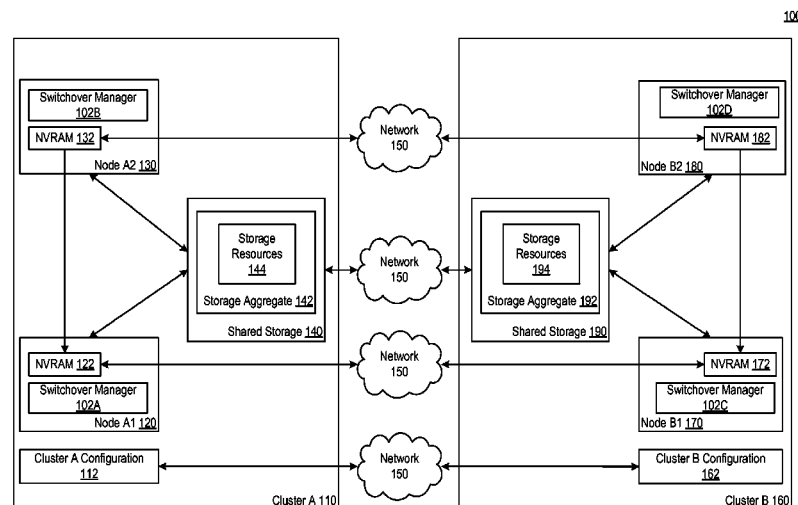 100
Switchover Manager
102B
NVRAM 132
Node A2 130
Network
150
Switchover Manager
102D
NVRAM 182
Node B2 180
Storage
Resources
144
Storage Aggregate 142
Shared Storage 140
Network
150
Storage
Resources
194
Storage Aggregate 192
Shared Storage 190
NVRAM 122
Switchover Manager
102A
Node A1 120
Network
150
NVRAM 172
Switchover Manager
102C
Node B1 170
Cluster A Configuration
112
Cluster A 110
Network
150
Cluster B Configuration
162
Cluster B 160